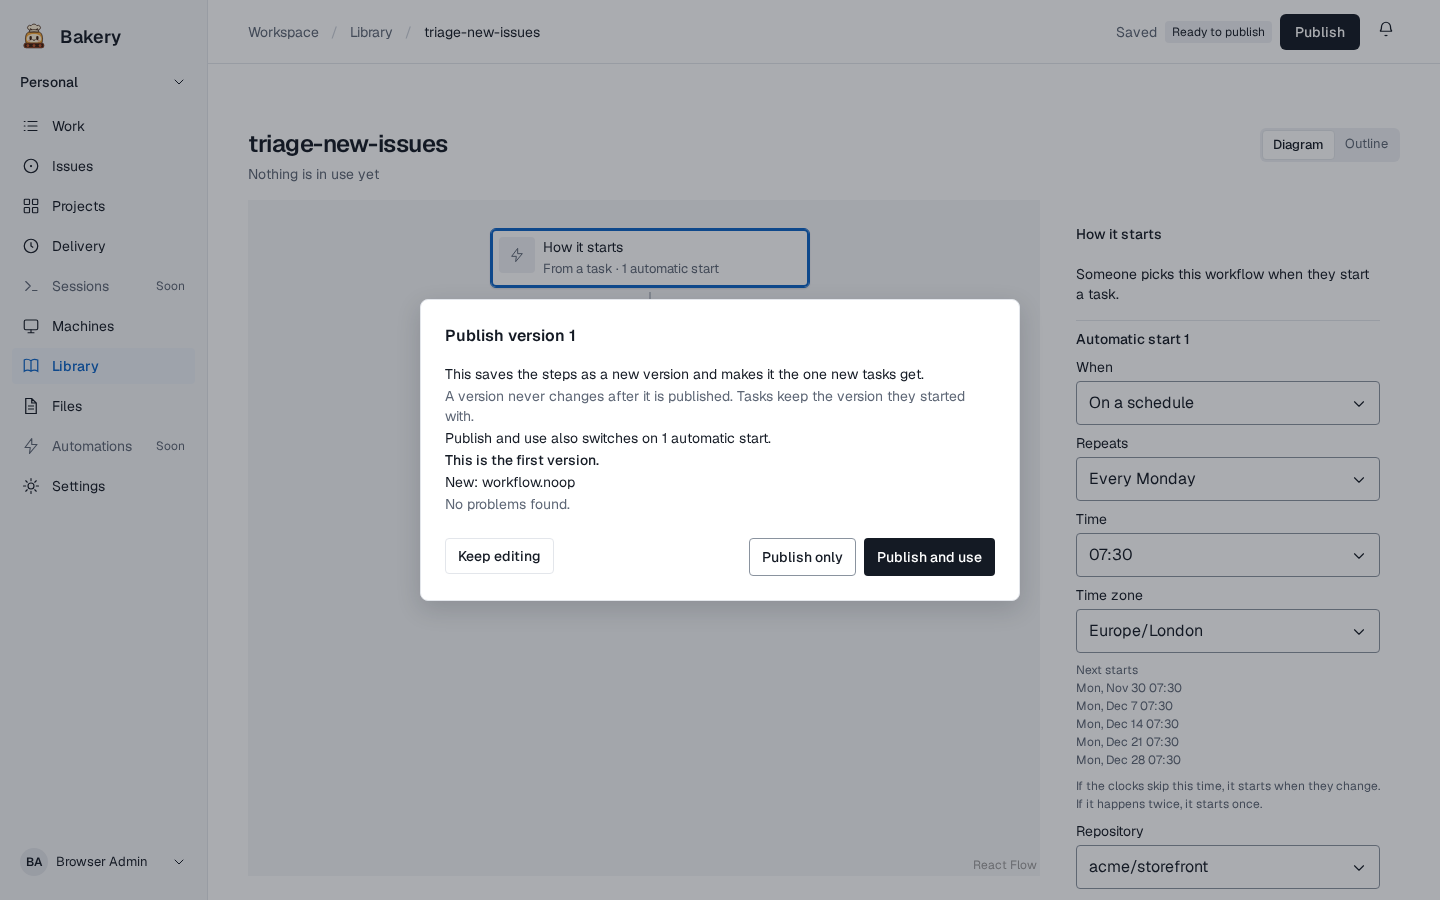 Bakery
Personal
Work
Issues
Projects
Delivery
Sessions Soon
Machines
Library
Files
Automations Soon
Settings
BA Browser Admin
Workspace / Library / triage-new-issues
Saved Ready to publish Publish
triage-new-issues
Nothing is in use yet
Diagram Outline
How it starts
From a task · 1 automatic start
Publish version 1
This saves the steps as a new version and makes it the one new tasks get.
A version never changes after it is published. Tasks keep the version they started
with.
Publish and use also switches on 1 automatic start.
This is the first version.
New: workflow.noop
No problems found.
Keep editing Publish only Publish and use
React Flow
How it starts
Someone picks this workflow when they start
a task.
Automatic start 1
When
On a schedule
Repeats
Every Monday
Time
07:30
Time zone
Europe/London
Next starts
Mon, Nov 30 07:30
Mon, Dec 7 07:30
Mon, Dec 14 07:30
Mon, Dec 21 07:30
Mon, Dec 28 07:30
If the clocks skip this time, it starts when they change.
If it happens twice, it starts once.
Repository
acme/storefront